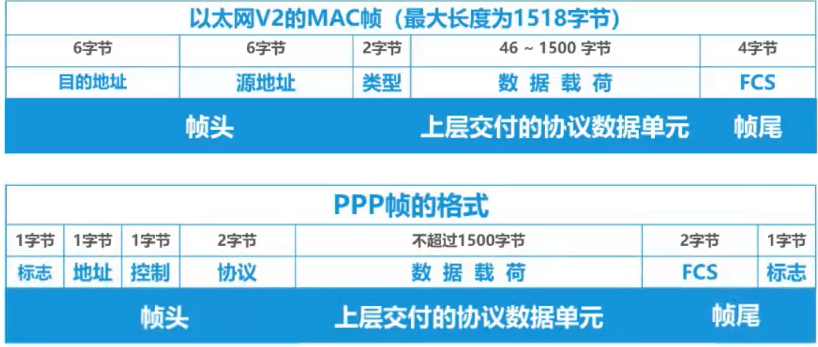 以太网V2的MAC帧（最大长度为1518字节）
6字节 6字节 2字节 46 ~ 1500 字节 4字节
目的地址 源地址 类型 数据载荷 FCS
帧头 上层交付的协议数据单元 帧尾
PPP帧的格式
1字节 1字节 1字节 2字节 不超过1500字节 2字节 1字节
标志 地址 控制 协议 数据载荷 FCS 标志
帧头 上层交付的协议数据单元 帧尾